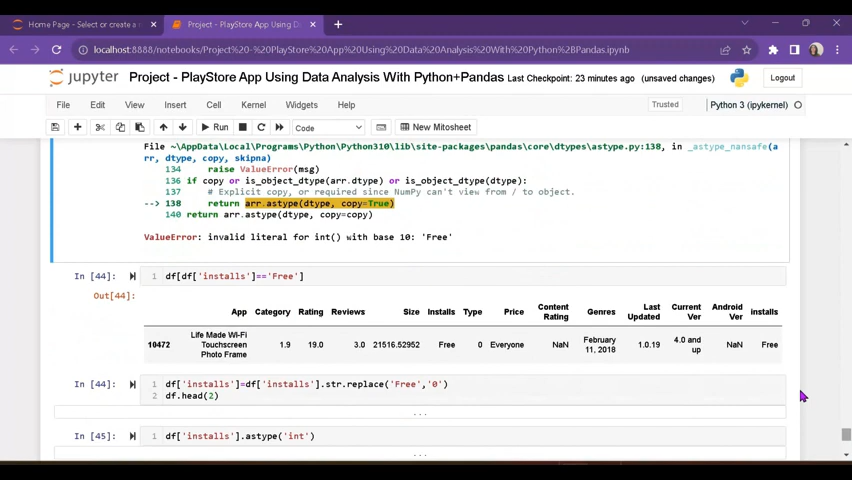 Home Page - Select or create a n
Project - PlayStore App Using Da
localhost:8888/notebooks/Project%20-%20PlayStore%20App%20Using%20Data%20Analysis%20With%20Python%2BPandas.ipynb
jupyter Project - PlayStore App Using Data Analysis With Python+Pandas Last Checkpoint: 23 minutes ago (unsaved changes) Logout
File Edit View Insert Cell Kernel Widgets Help Trusted Python 3 (ipykernel)
Run Code New Mitosheet
File ~\AppData\Local\Programs\Python\Python310\lib\site-packages\pandas\core\dtypes\astype.py:138, in _astype_nansafe(a
rr, dtype, copy, skipna)
134 raise ValueError(msg)
136 if copy or is_object_dtype(arr.dtype) or is_object_dtype(dtype):
137 # Explicit copy, or required since NumPy can't view from / to object.
--> 138 return arr.astype(dtype, copy=True)
140 return arr.astype(dtype, copy=copy)
ValueError: invalid literal for int() with base 10: 'Free'
In [44]: 1 df[df['installs']=='Free']
Out[44]:
App Category Rating Reviews Size Installs Type Price Content Rating Genres Last Updated Current Ver Android Ver installs
10472 Life Made WI-Fi Touchscreen Photo Frame 1.9 19.0 3.0 21516.52952 Free 0 Everyone NaN February 11, 2018 1.0.19 4.0 and up NaN Free
In [44]: 1 df['installs']=df['installs'].str.replace('Free','0')
2 df.head(2)
...
In [45]: 1 df['installs'].astype('int')
...